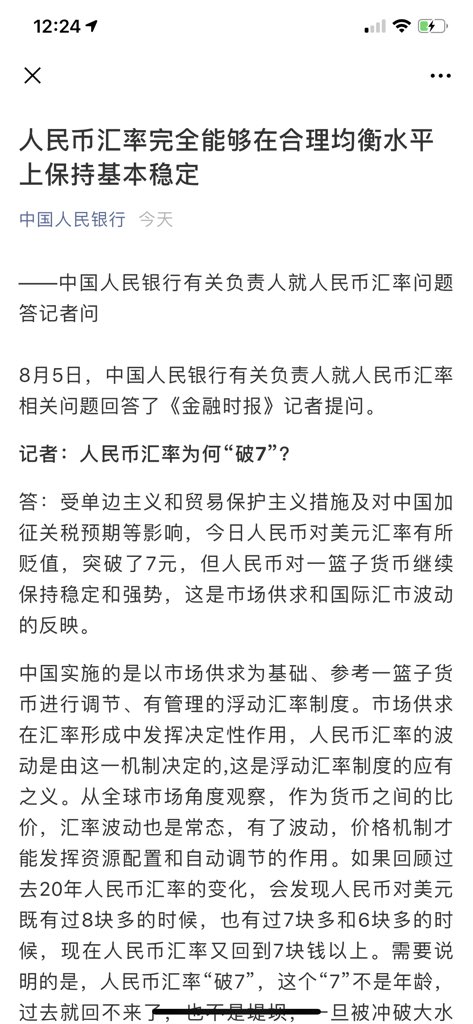 12:24
人民币汇率完全能够在合理均衡水平
上保持基本稳定
中国人民银行 今天
——中国人民银行有关负责人就人民币汇率问题
答记者问
8月5日，中国人民银行有关负责人就人民币汇率
相关问题回答了《金融时报》记者提问。
记者：人民币汇率为何“破7”？
答：受单边主义和贸易保护主义措施及对中国加
征关税预期等影响，今日人民币对美元汇率有所
贬值，突破了7元，但人民币对一篮子货币继续
保持稳定和强势，这是市场供求和国际汇市波动
的反映。
中国实施的是以市场供求为基础、参考一篮子货
币进行调节、有管理的浮动汇率制度。市场供求
在汇率形成中发挥决定性作用，人民币汇率的波
动是由这一机制决定的,这是浮动汇率制度的应有
之义。从全球市场角度观察，作为货币之间的比
价，汇率波动也是常态，有了波动，价格机制才
能发挥资源配置和自动调节的作用。如果回顾过
去20年人民币汇率的变化，会发现人民币对美元
既有过8块多的时候，也有过7块多和6块多的时
候，现在人民币汇率又回到7块钱以上。需要说
明的是，人民币汇率“破7”，这个“7”不是年龄，
过去就回不来了，也不是堤坝，一旦被冲破大水